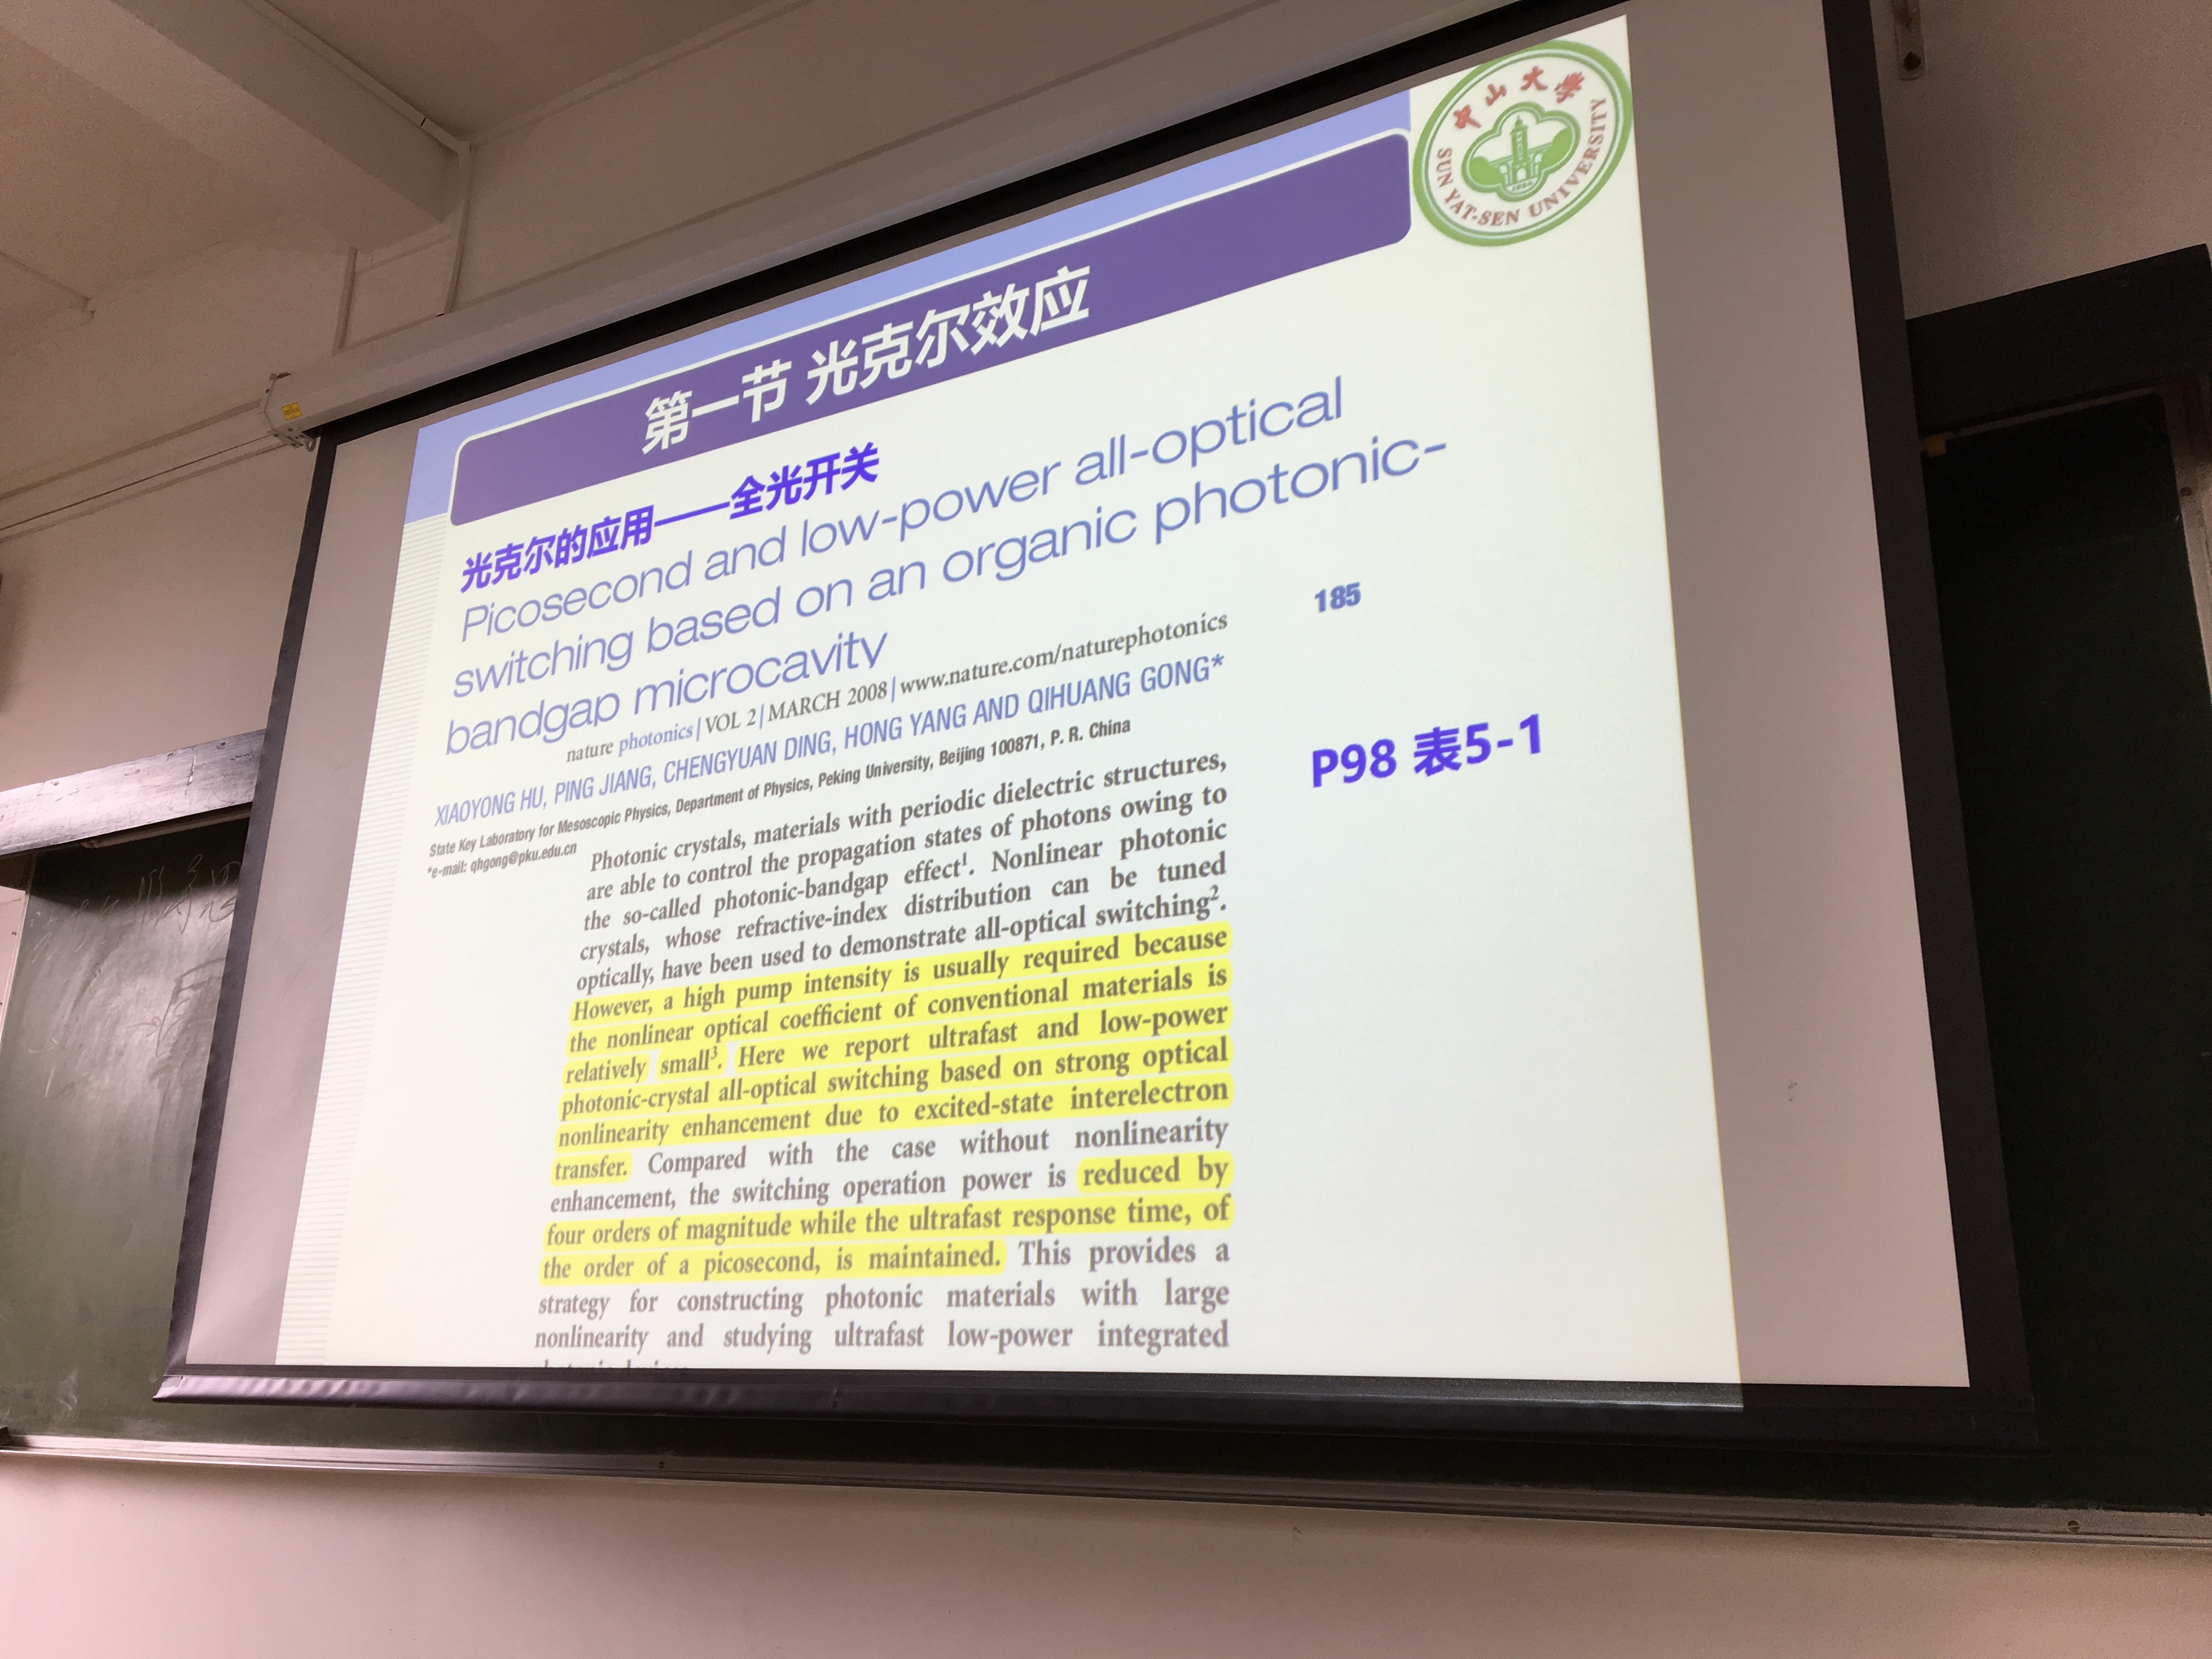 中山大学
SUN YAT-SEN UNIVERSITY
第一节 光克尔效应
光克尔的应用——全光开关
Picosecond and low-power all-optical
switching based on an organic photonic-
bandgap microcavity
185
nature photonics | VOL 2 | MARCH 2008 | www.nature.com/naturephotonics
XIAOYONG HU, PING JIANG, CHENGYUAN DING, HONG YANG AND QIHUANG GONG*
State Key Laboratory for Mesoscopic Physics, Department of Physics, Peking University, Beijing 100871, P. R. China
*e-mail: qhgong@pku.edu.cn
P98 表5-1
Photonic crystals, materials with periodic dielectric structures,
are able to control the propagation states of photons owing to
the so-called photonic-bandgap effect¹. Nonlinear photonic
crystals, whose refractive-index distribution can be tuned
optically, have been used to demonstrate all-optical switching².
However, a high pump intensity is usually required because
the nonlinear optical coefficient of conventional materials is
relatively small³. Here we report ultrafast and low-power
photonic-crystal all-optical switching based on strong optical
nonlinearity enhancement due to excited-state interelectron
transfer. Compared with the case without nonlinearity
enhancement, the switching operation power is reduced by
four orders of magnitude while the ultrafast response time, of
the order of a picosecond, is maintained. This provides a
strategy for constructing photonic materials with large
nonlinearity and studying ultrafast low-power integrated